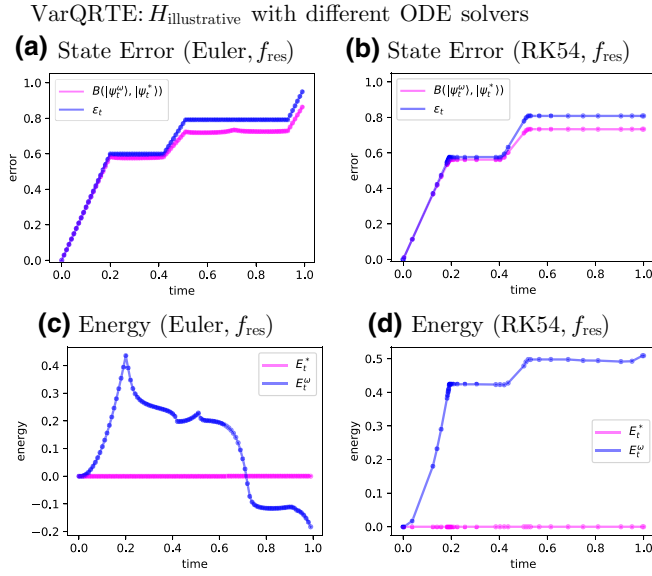 VarQRTE: H_illustrative with different ODE solvers
(a) State Error (Euler, f_res)
(b) State Error (RK54, f_res)
B(|ψ_t^ω⟩, |ψ_t^*⟩)
ε_t
B(|ψ_t^ω⟩, |ψ_t^*⟩)
ε_t
error
1.0
0.8
0.6
0.4
0.2
0.0
0.0 0.2 0.4 0.6 0.8 1.0
time
error
1.0
0.8
0.6
0.4
0.2
0.0
0.0 0.2 0.4 0.6 0.8 1.0
time
(c) Energy (Euler, f_res)
(d) Energy (RK54, f_res)
E_t^*
E_t^ω
energy
0.4
0.3
0.2
0.1
0.0
−0.1
−0.2
0.0 0.2 0.4 0.6 0.8 1.0
time
E_t^*
E_t^ω
energy
0.5
0.4
0.3
0.2
0.1
0.0
0.0 0.2 0.4 0.6 0.8 1.0
time